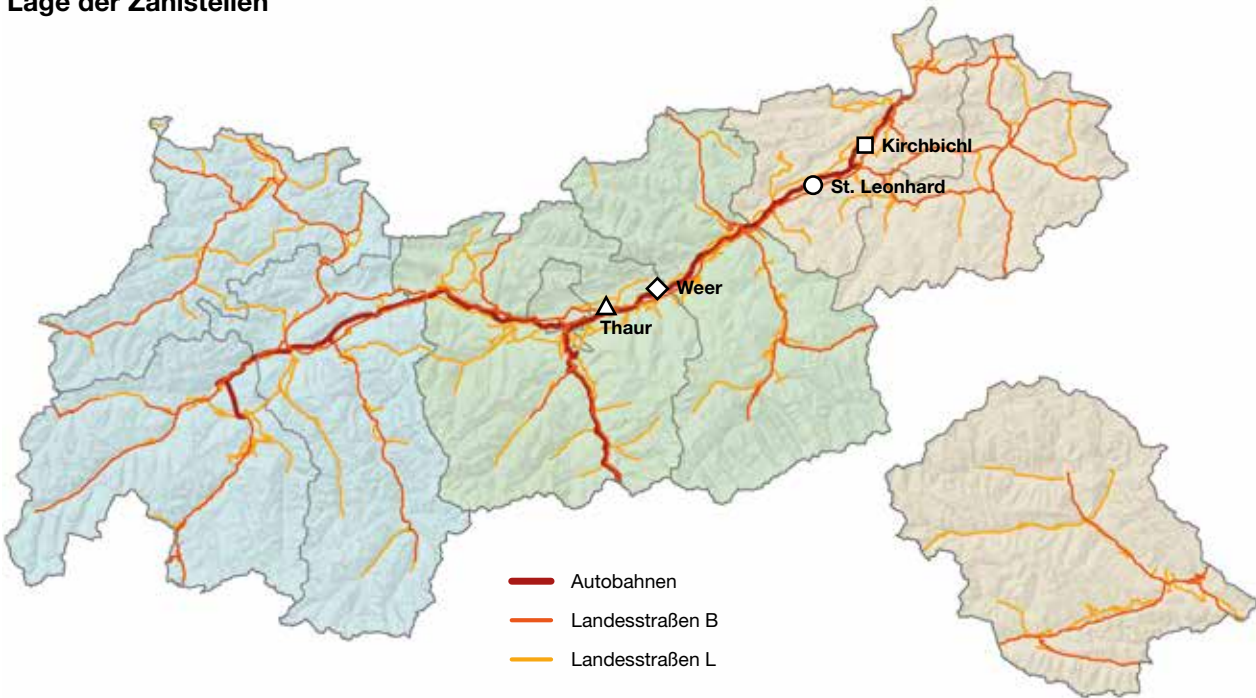 Lage der Zählstellen
Kirchbichl
St. Leonhard
Weer
Thaur
Autobahnen
Landesstraßen B
Landesstraßen L